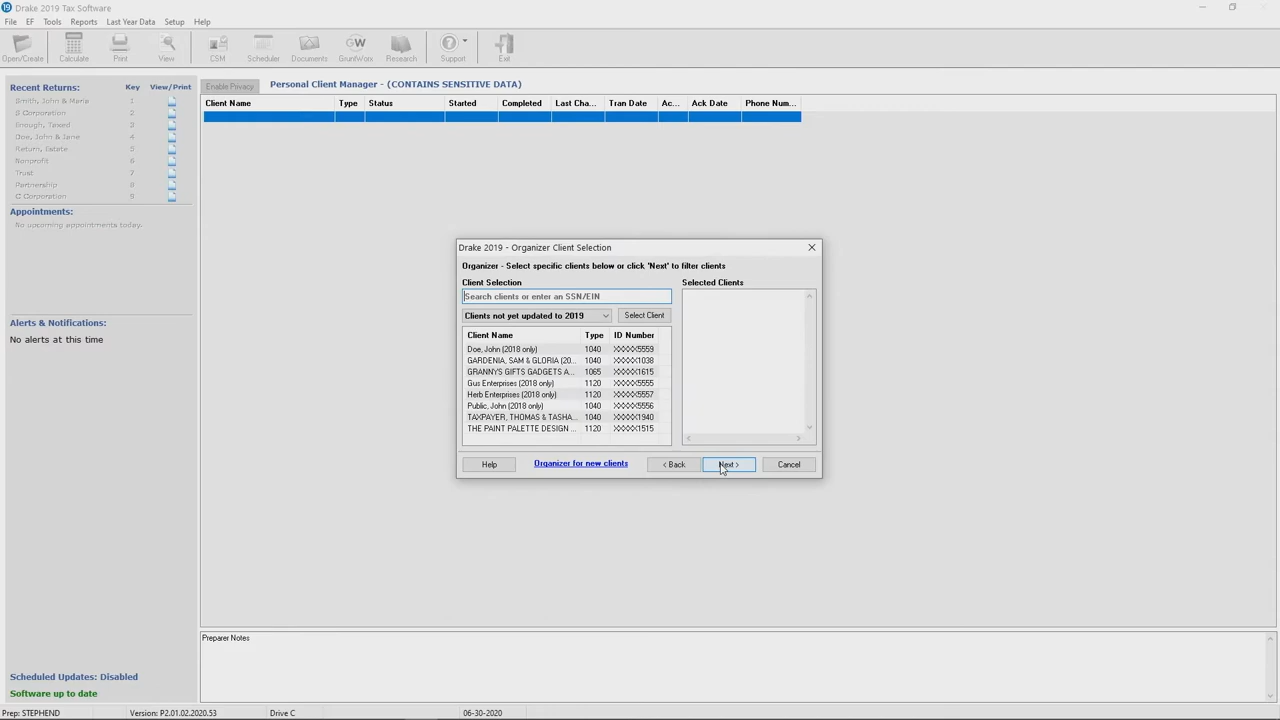 19 Drake 2019 Tax Software
File EF Tools Reports Last Year Data Setup Help
Open/Create Calculate Print View CSM Scheduler Documents GruntWorx Research Support Exit
GW
Recent Returns: Key View/Print
Smith, John & Maria 1
S Corporation 2
Enough, Taxed 3
Doe, John & Jane 4
Return, Estate 5
Nonprofit 6
Trust 7
Partnership 8
C Corporation 9
Appointments:
No upcoming appointments today.
Alerts & Notifications:
No alerts at this time
Scheduled Updates: Disabled
Software up to date
Enable Privacy Personal Client Manager - (CONTAINS SENSITIVE DATA)
Client Name Type Status Started Completed Last Cha... Tran Date Ac... Ack Date Phone Num...
Drake 2019 - Organizer Client Selection
Organizer - Select specific clients below or click 'Next' to filter clients
Client Selection Selected Clients
Search clients or enter an SSN/EIN
Clients not yet updated to 2019 Select Client
Client Name Type ID Number
Doe, John (2018 only) 1040 XXXXX5559
GARDENIA, SAM & GLORIA (20... 1040 XXXXX1038
GRANNYS GIFTS GADGETS A... 1065 XXXXX1615
Gus Enterprises (2018 only) 1120 XXXXX5555
Herb Enterprises (2018 only) 1120 XXXXX5557
Public, John (2018 only) 1040 XXXXX5556
TAXPAYER, THOMAS & TASHA... 1040 XXXXX1940
THE PAINT PALETTE DESIGN ... 1120 XXXXX1515
Help Organizer for new clients < Back Next > Cancel
Preparer Notes
Prep: STEPHEND Version: P2.01.02.2020.53 Drive C 06-30-2020